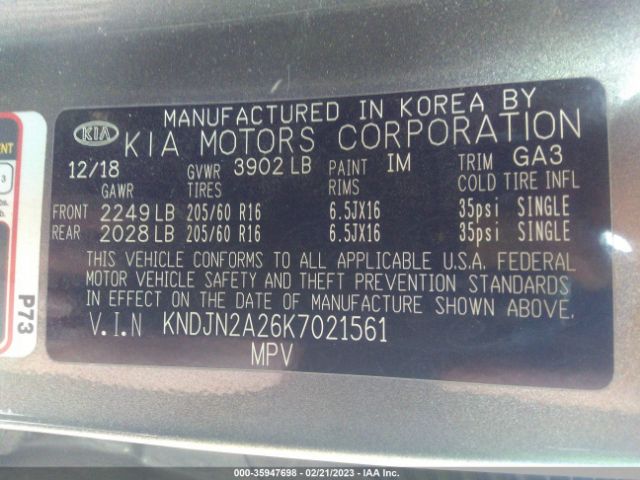 MANUFACTURED IN KOREA BY
KIA KIA MOTORS CORPORATION
12/18 GVWR 3902 LB PAINT IM TRIM GA3
GAWR TIRES RIMS COLD TIRE INFL
FRONT 2249 LB 205/60 R16 6.5JX16 35psi SINGLE
REAR 2028 LB 205/60 R16 6.5JX16 35psi SINGLE
THIS VEHICLE CONFORMS TO ALL APPLICABLE U.S.A. FEDERAL
MOTOR VEHICLE SAFETY AND THEFT PREVENTION STANDARDS
IN EFFECT ON THE DATE OF MANUFACTURE SHOWN ABOVE.
V.I.N KNDJN2A26K7021561
MPV
3
P73
000-35947698 - 02/21/2023 - IAA Inc.